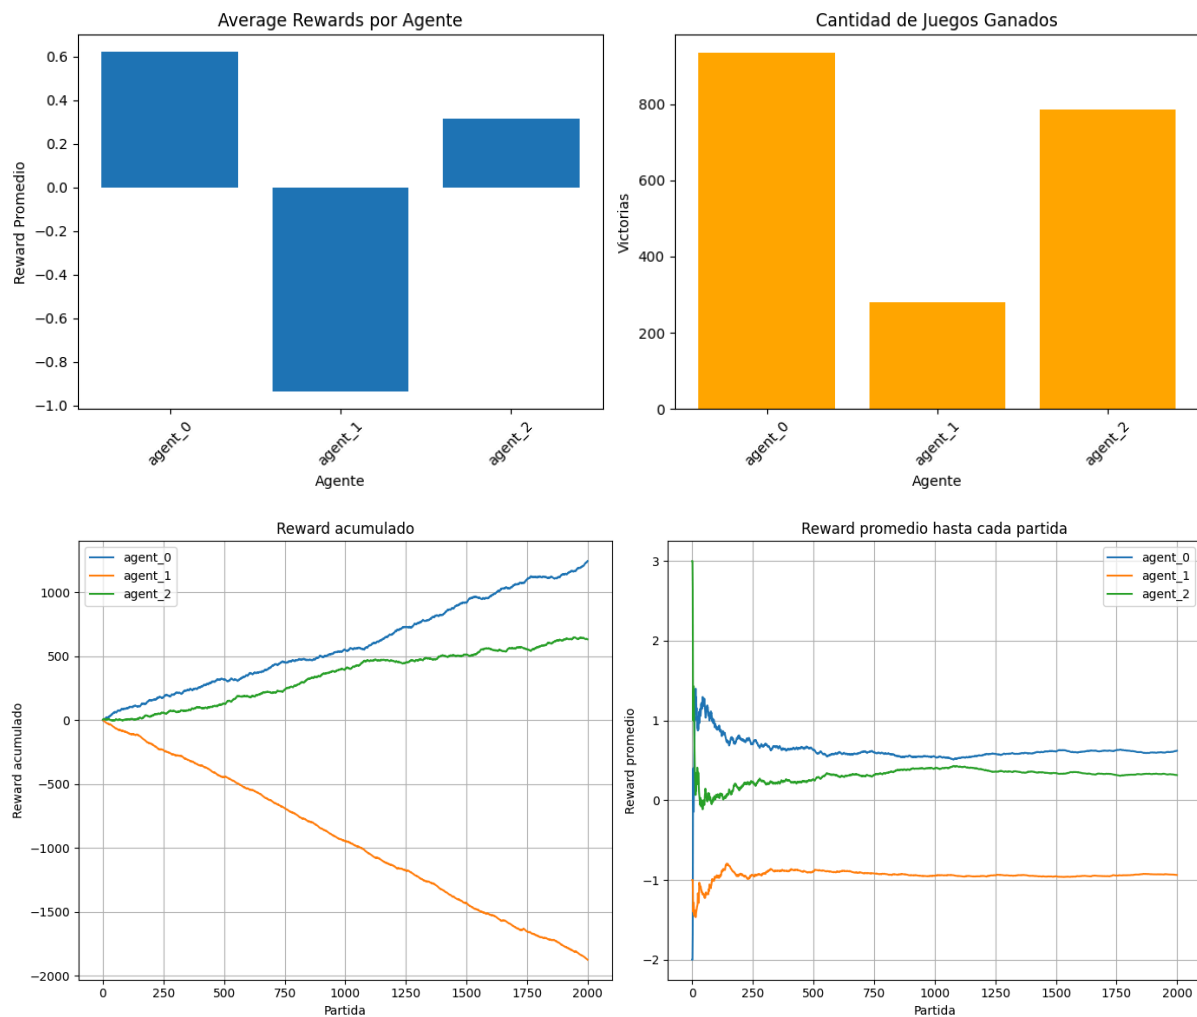 Average Rewards por Agente
Reward Promedio
0.6
0.4
0.2
0.0
−0.2
−0.4
−0.6
−0.8
−1.0
agent_0
agent_1
agent_2
Agente
Cantidad de Juegos Ganados
Victorias
800
600
400
200
0
agent_0
agent_1
agent_2
Agente
Reward acumulado
agent_0
agent_1
agent_2
Reward acumulado
1000
500
0
−500
−1000
−1500
−2000
0 250 500 750 1000 1250 1500 1750 2000
Partida
Reward promedio hasta cada partida
agent_0
agent_1
agent_2
Reward promedio
3
2
1
0
−1
−2
0 250 500 750 1000 1250 1500 1750 2000
Partida